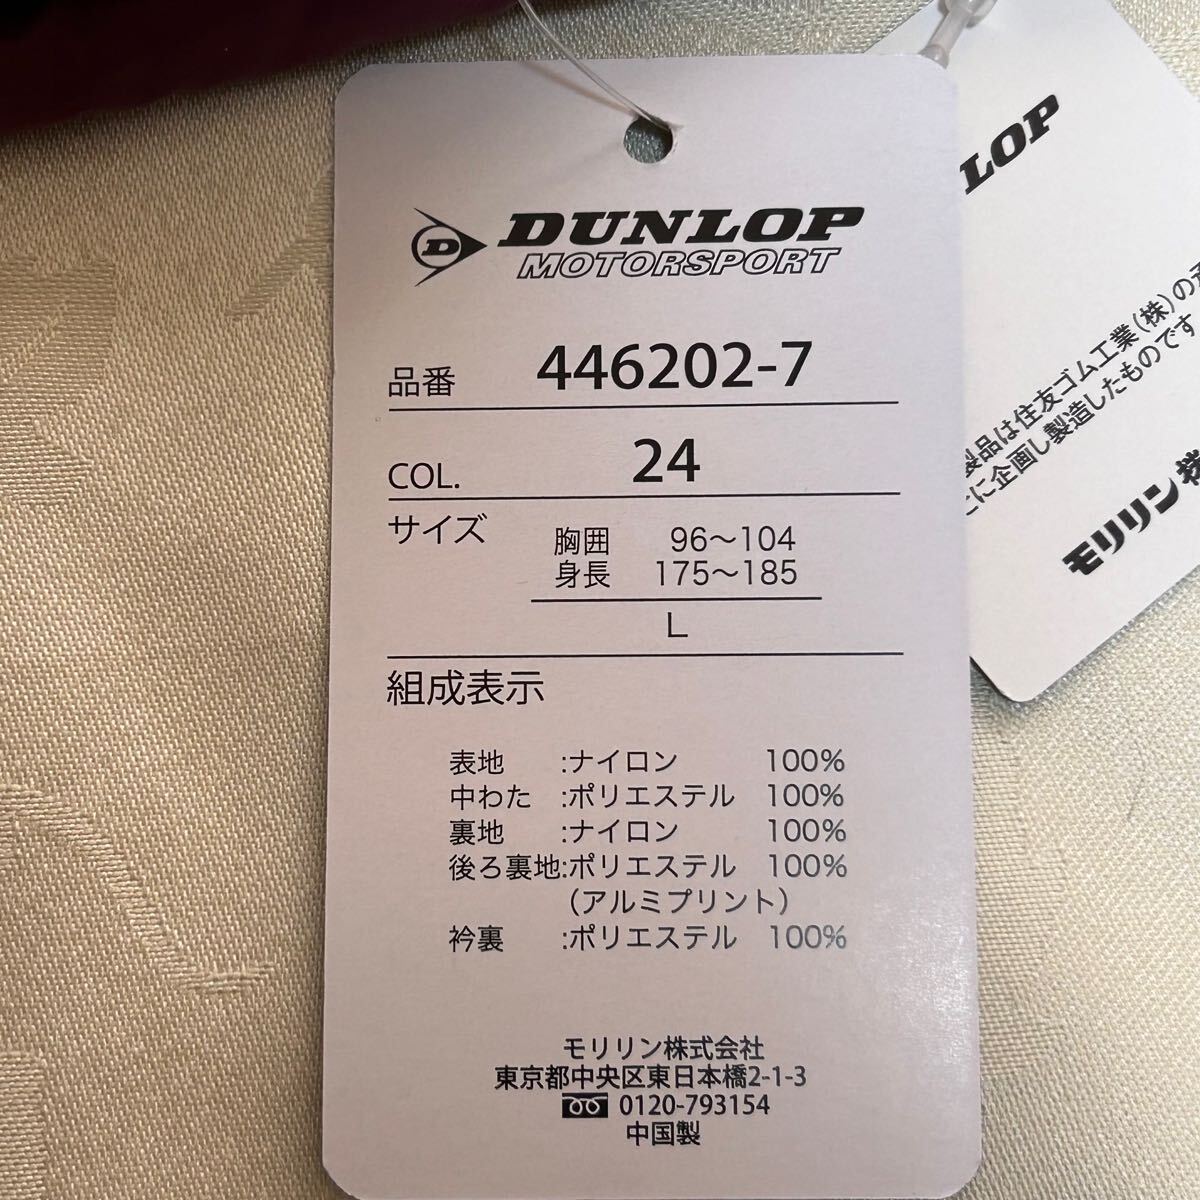 DUNLOP
MOTORSPORT
品番 446202-7
COL. 24
サイズ
胸囲 96～104
身長 175～185
L
組成表示
表地 :ナイロン 100%
中わた :ポリエステル 100%
裏地 :ナイロン 100%
後ろ裏地:ポリエステル 100%
（アルミプリント）
衿裏 :ポリエステル 100%
モリリン株式会社
東京都中央区東日本橋2-1-3
0120-793154
中国製
LOP
製品は住友ゴム工業(株)の
に企画し製造したものです
モリリン株